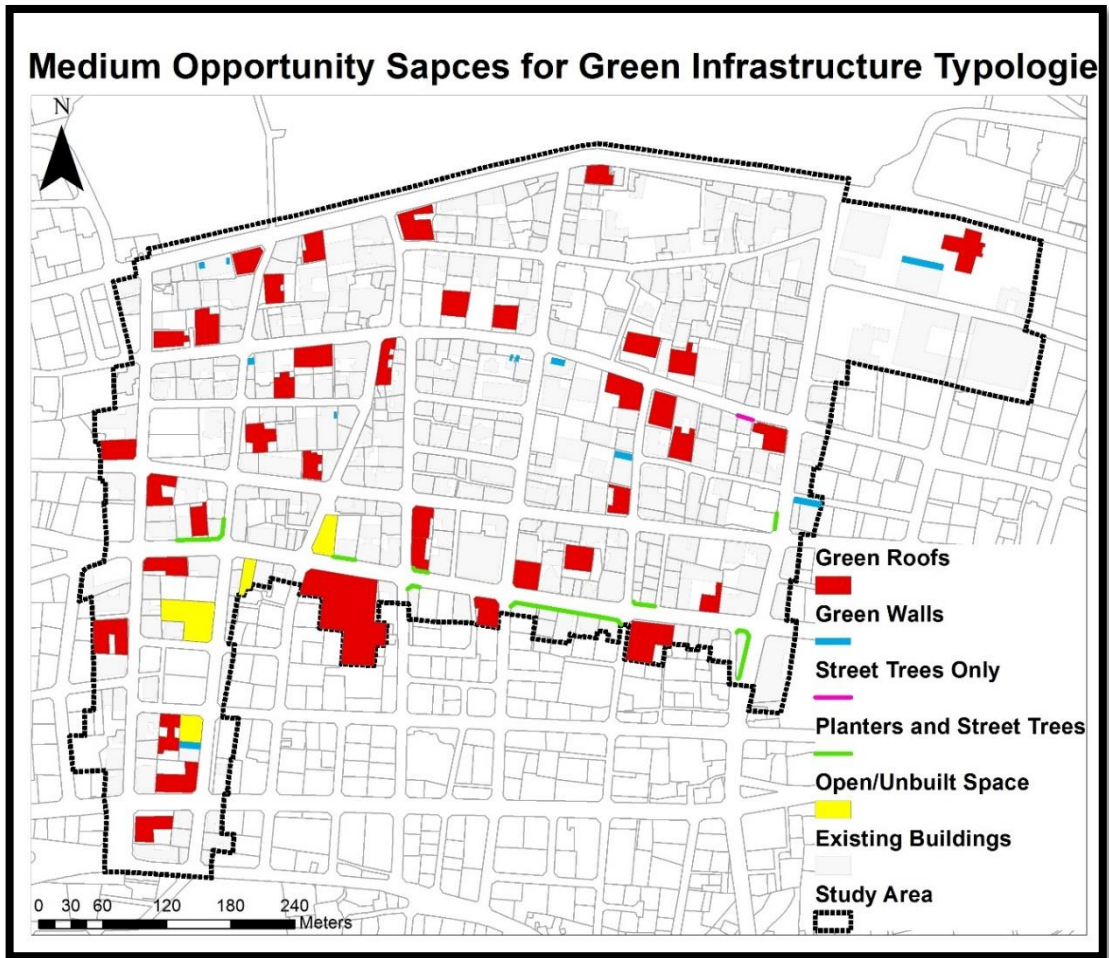 Medium Opportunity Sapces for Green Infrastructure Typologie
N
Green Roofs
Green Walls
Street Trees Only
Planters and Street Trees
Open/Unbuilt Space
Existing Buildings
Study Area
0 30 60 120 180 240
Meters